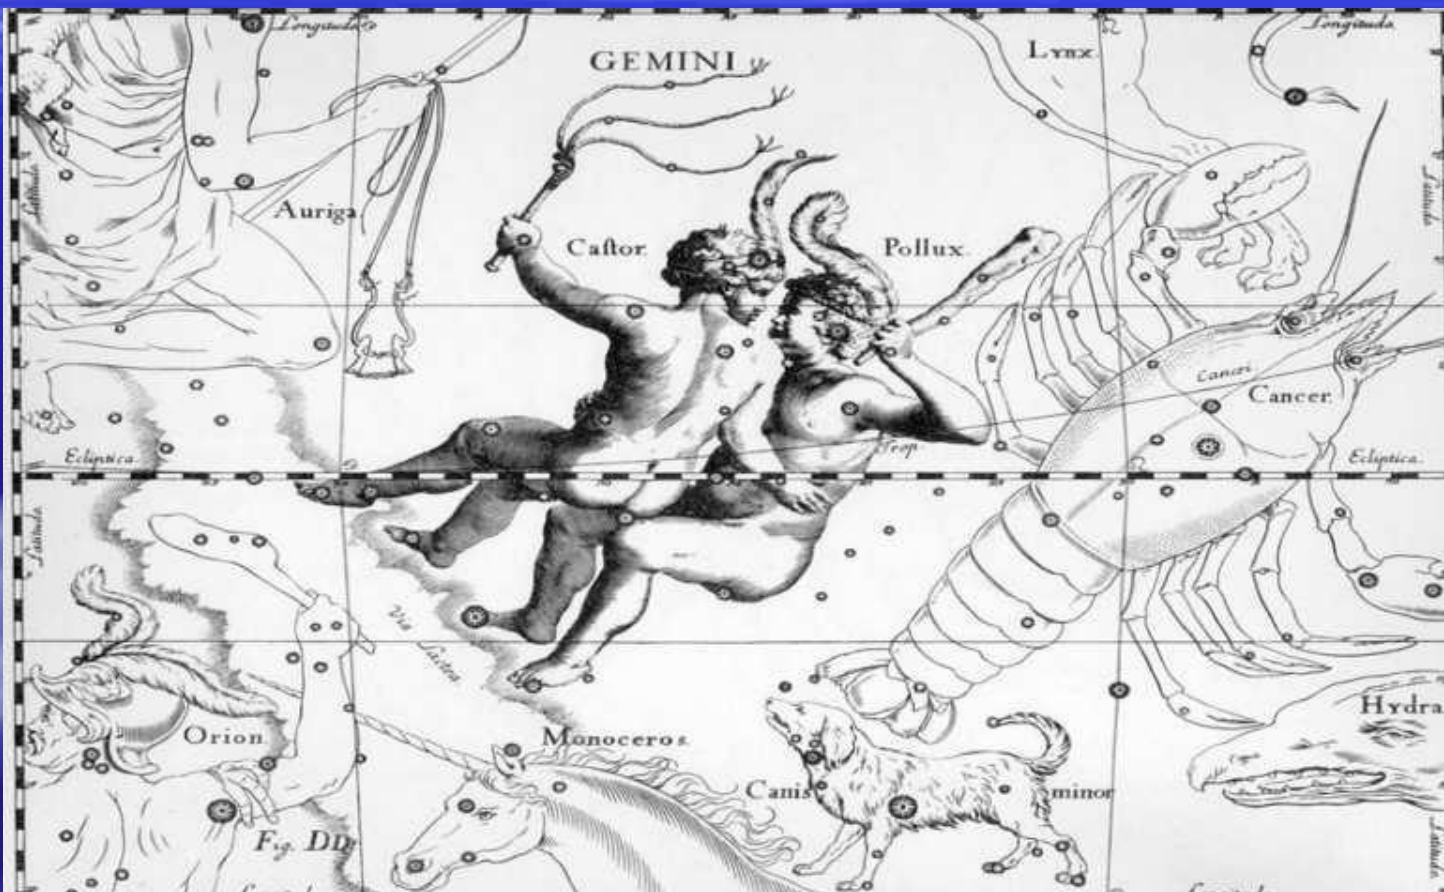 Longitudo
Longitudo
Lynx.
GEMINI
Latitudo
Latitudo
Auriga
Caſtor.
Pollux.
Cancri
Cancer.
Trop.
Ecliptica.
Ecliptica.
Latitudo.
Via Lactea.
Orion.
Monoceros.
Hydra
Canis minor
Fig. DD
Latitudo